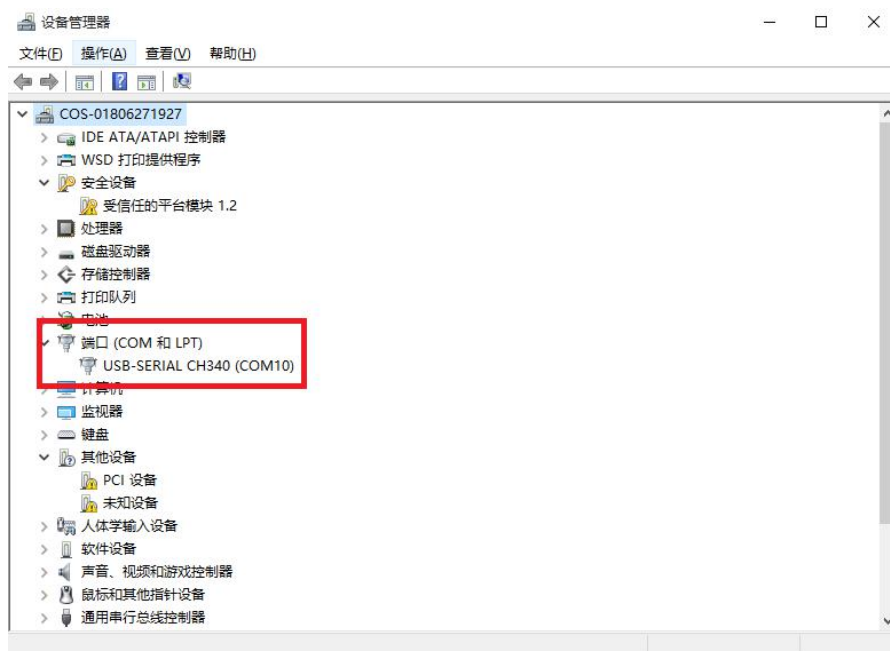 设备管理器
文件(F) 操作(A) 查看(V) 帮助(H)
COS-01806271927
IDE ATA/ATAPI 控制器
WSD 打印提供程序
安全设备
受信任的平台模块 1.2
处理器
磁盘驱动器
存储控制器
打印队列
电池
端口 (COM 和 LPT)
USB-SERIAL CH340 (COM10)
计算机
监视器
键盘
其他设备
PCI 设备
未知设备
人体学输入设备
软件设备
声音、视频和游戏控制器
鼠标和其他指针设备
通用串行总线控制器